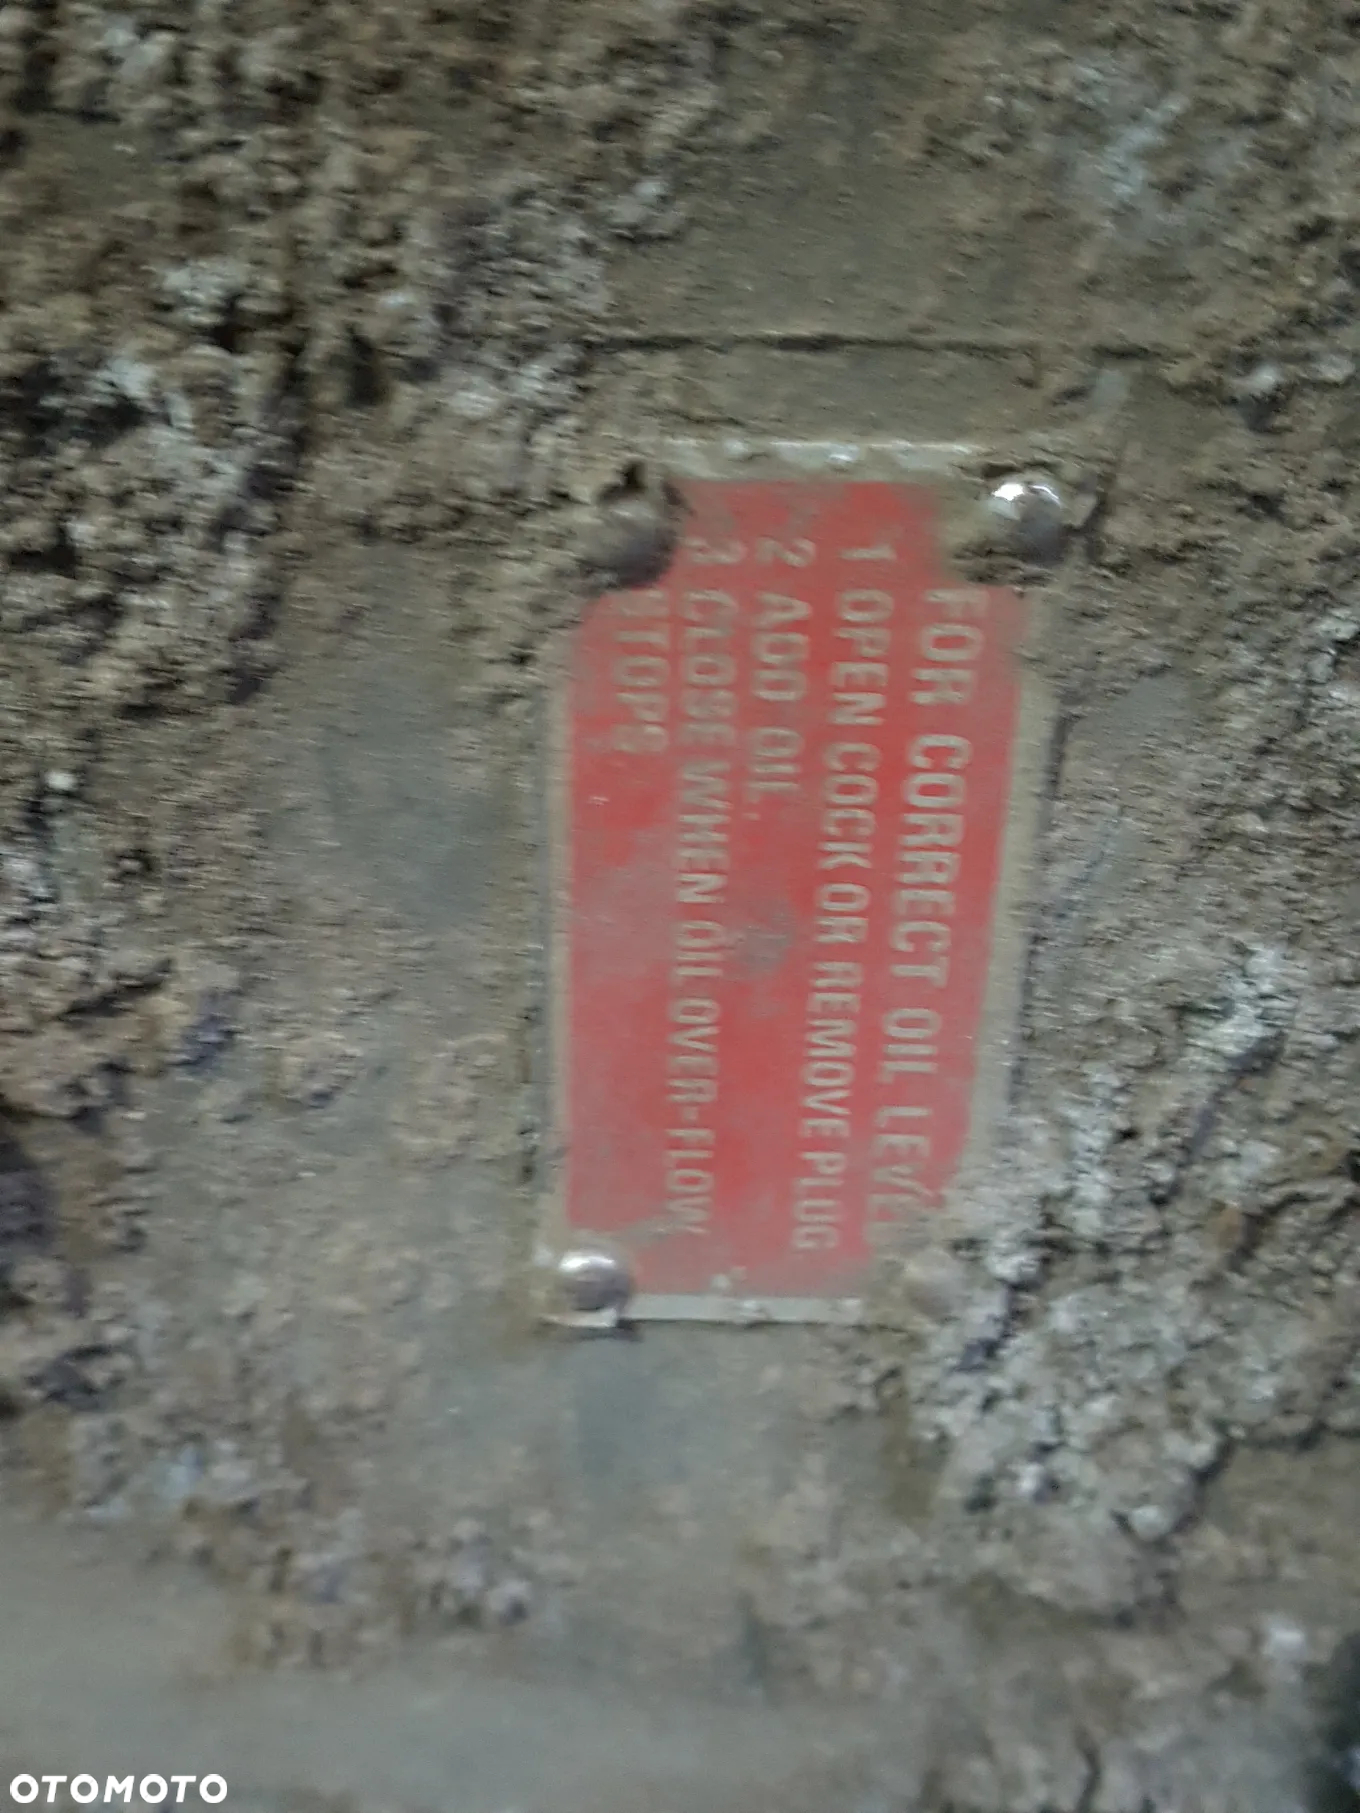 FOR CORRECT OIL LEVEL
1 OPEN COCK OR REMOVE PLUG
2 ADD OIL.
3 CLOSE WHEN OIL OVER-FLOW
STOPS
OTOMOTO